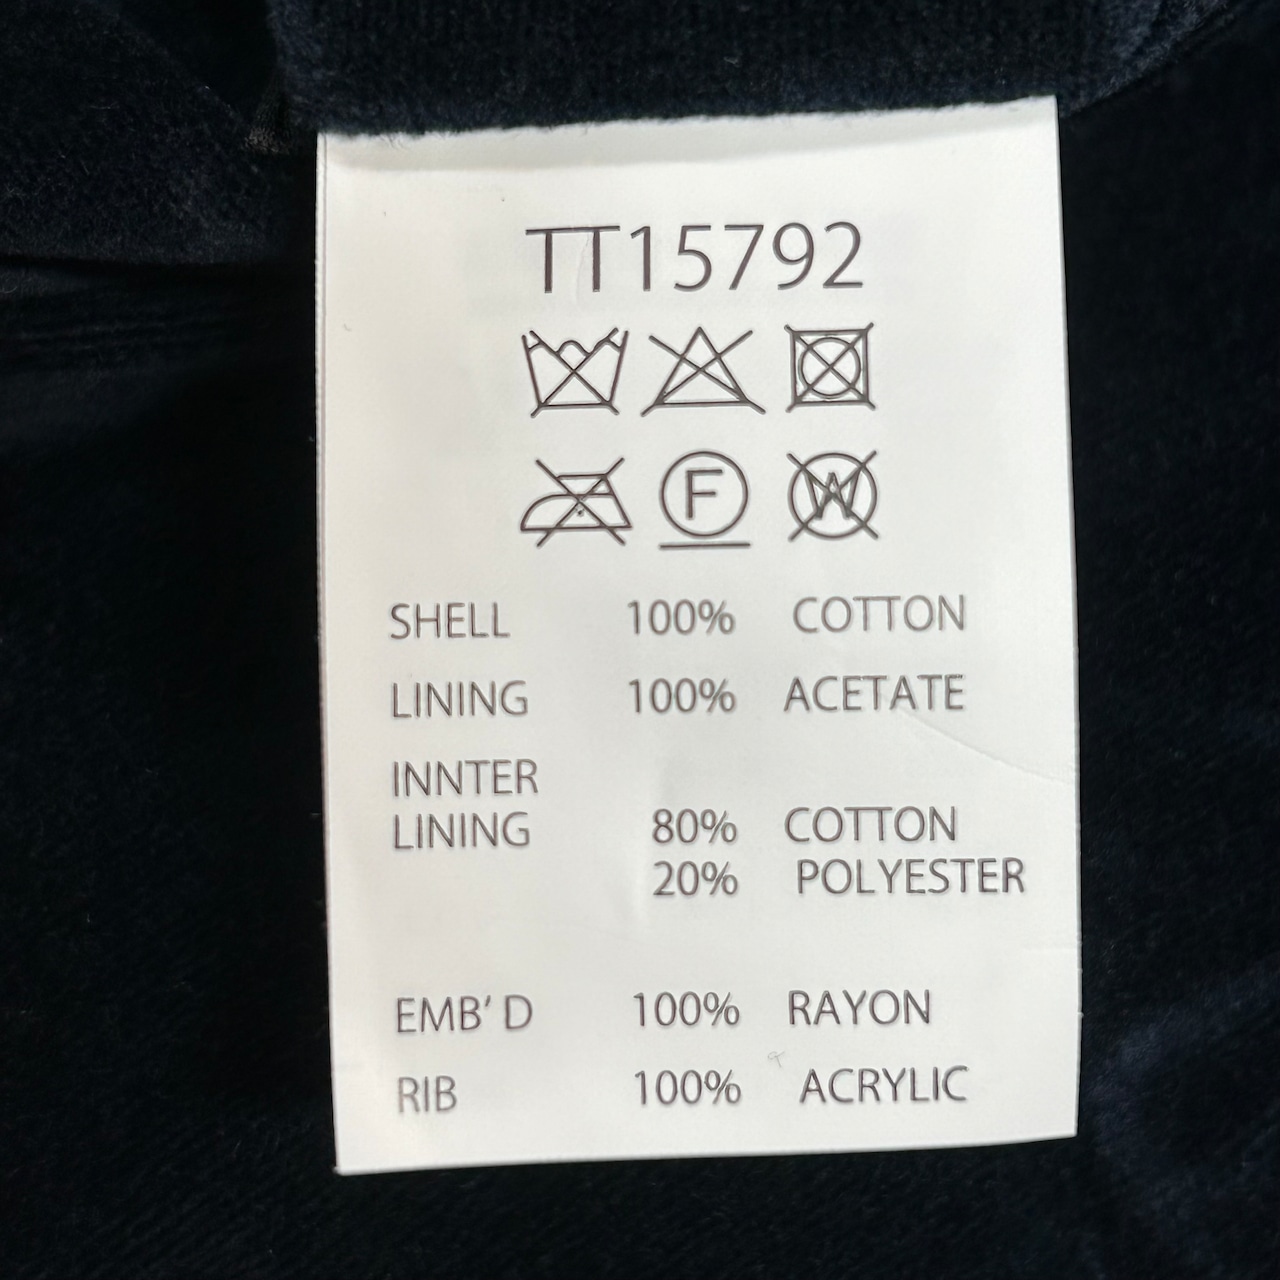 TT15792
F W
SHELL 100% COTTON
LINING 100% ACETATE
INNTER
LINING 80% COTTON
20% POLYESTER
EMB' D 100% RAYON
RIB 100% ACRYLIC